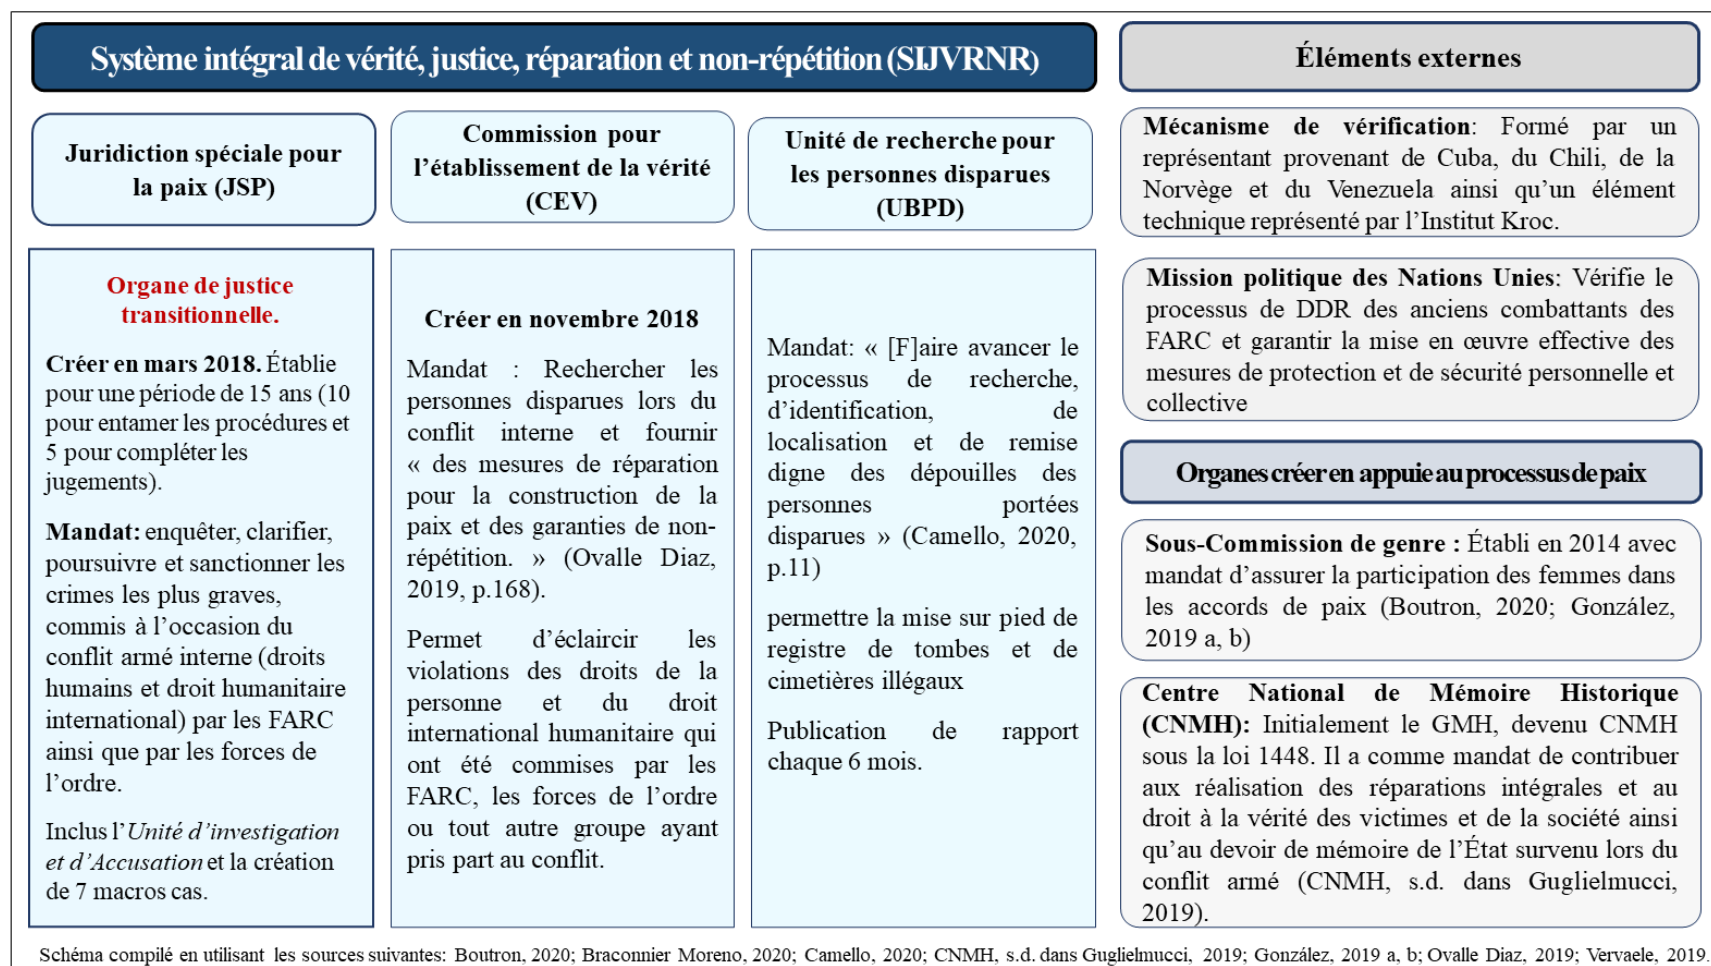 Système intégral de vérité, justice, réparation et non-répétition (SIJVRNR)
Juridiction spéciale pour
la paix (JSP)
Organe de justice
transitionnelle.
Créer en mars 2018. Établie
pour une période de 15 ans (10
pour entamer les procédures et
5 pour compléter les
jugements).
Mandat: enquêter, clarifier,
poursuivre et sanctionner les
crimes les plus graves,
commis à l’occasion du
conflit armé interne (droits
humains et droit humanitaire
international) par les FARC
ainsi que par les forces de
l’ordre.
Inclus l’Unité d’investigation
et d’Accusation et la création
de 7 macros cas.
Commission pour
l’établissement de la vérité
(CEV)
Créer en novembre 2018
Mandat : Rechercher les
personnes disparues lors du
conflit interne et fournir
« des mesures de réparation
pour la construction de la
paix et des garanties de non-
répétition. » (Ovalle Diaz,
2019, p.168).
Permet d’éclaircir les
violations des droits de la
personne et du droit
international humanitaire qui
ont été commises par les
FARC, les forces de l’ordre
ou tout autre groupe ayant
pris part au conflit.
Unité de recherche pour
les personnes disparues
(UBPD)
Mandat: « [F]aire avancer le
processus de recherche,
d’identification, de
localisation et de remise
digne des dépouilles des
personnes portées
disparues » (Camello, 2020,
p.11)
permettre la mise sur pied de
registre de tombes et de
cimetières illégaux
Publication de rapport
chaque 6 mois.
Éléments externes
Mécanisme de vérification: Formé par un
représentant provenant de Cuba, du Chili, de la
Norvège et du Venezuela ainsi qu’un élément
technique représenté par l’Institut Kroc.
Mission politique des Nations Unies: Vérifie le
processus de DDR des anciens combattants des
FARC et garantir la mise en œuvre effective des
mesures de protection et de sécurité personnelle et
collective
Organes créer en appuie au processus de paix
Sous-Commission de genre : Établi en 2014 avec
mandat d’assurer la participation des femmes dans
les accords de paix (Boutron, 2020; González,
2019 a, b)
Centre National de Mémoire Historique
(CNMH): Initialement le GMH, devenu CNMH
sous la loi 1448. Il a comme mandat de contribuer
aux réalisation des réparations intégrales et au
droit à la vérité des victimes et de la société ainsi
qu’au devoir de mémoire de l’État survenu lors du
conflit armé (CNMH, s.d. dans Guglielmucci,
2019).
Schéma compilé en utilisant les sources suivantes: Boutron, 2020; Braconnier Moreno, 2020; Camello, 2020; CNMH, s.d. dans Guglielmucci, 2019; González, 2019 a, b; Ovalle Diaz, 2019; Vervaele, 2019.